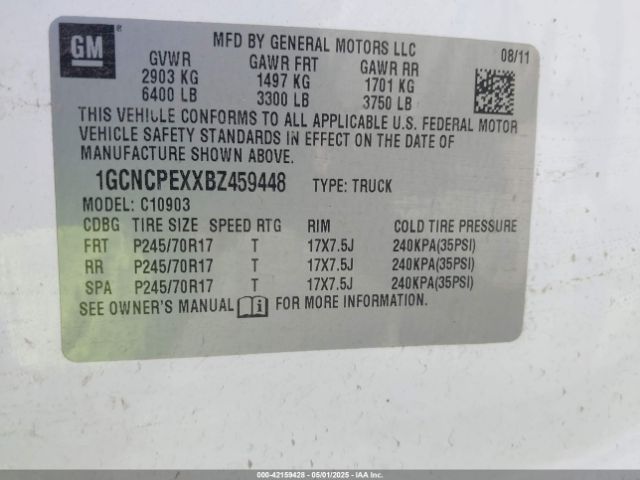 GM
MFD BY GENERAL MOTORS LLC
08/11
GVWR GAWR FRT GAWR RR
2903 KG 1497 KG 1701 KG
6400 LB 3300 LB 3750 LB
THIS VEHICLE CONFORMS TO ALL APPLICABLE U.S. FEDERAL MOTOR
VEHICLE SAFETY STANDARDS IN EFFECT ON THE DATE OF
MANUFACTURE SHOWN ABOVE.
1GCNCPEXXBZ459448 TYPE: TRUCK
MODEL: C10903
CDBG TIRE SIZE SPEED RTG RIM COLD TIRE PRESSURE
FRT P245/70R17 T 17X7.5J 240KPA(35PSI)
RR P245/70R17 T 17X7.5J 240KPA(35PSI)
SPA P245/70R17 T 17X7.5J 240KPA(35PSI)
SEE OWNER'S MANUAL FOR MORE INFORMATION.
000-42159428 - 05/01/2025 - IAA Holdings, LLC.